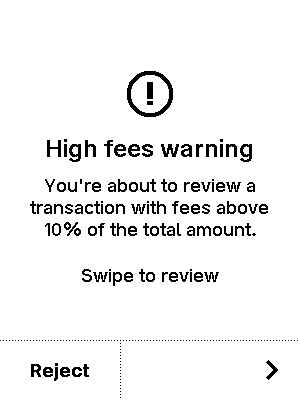 High fees warning
You're about to review a
transaction with fees above
10% of the total amount.
Swipe to review
Reject